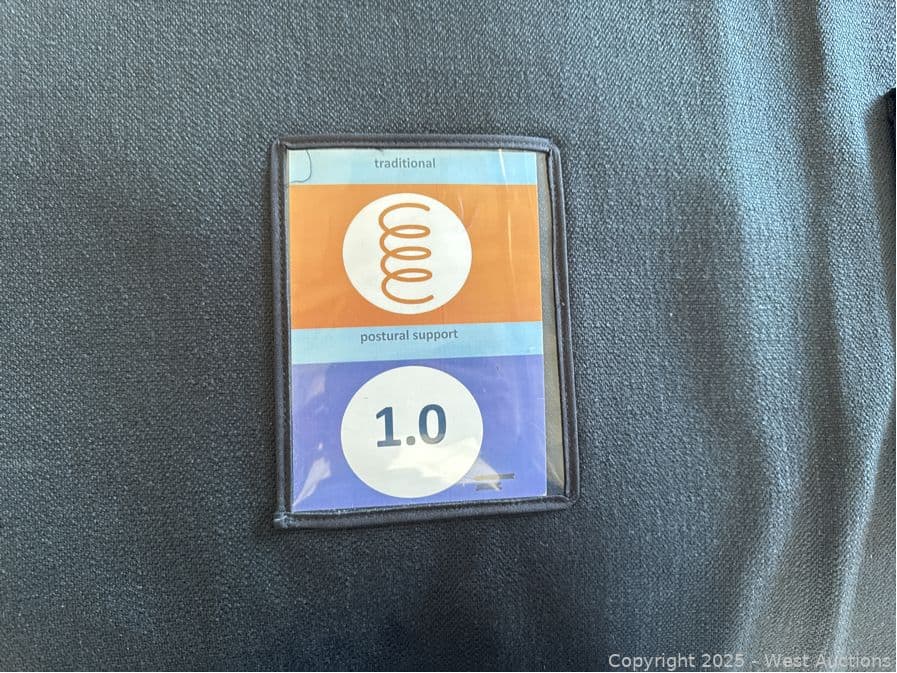 traditional
postural support
1.0
Copyright 2025 - West Auctions